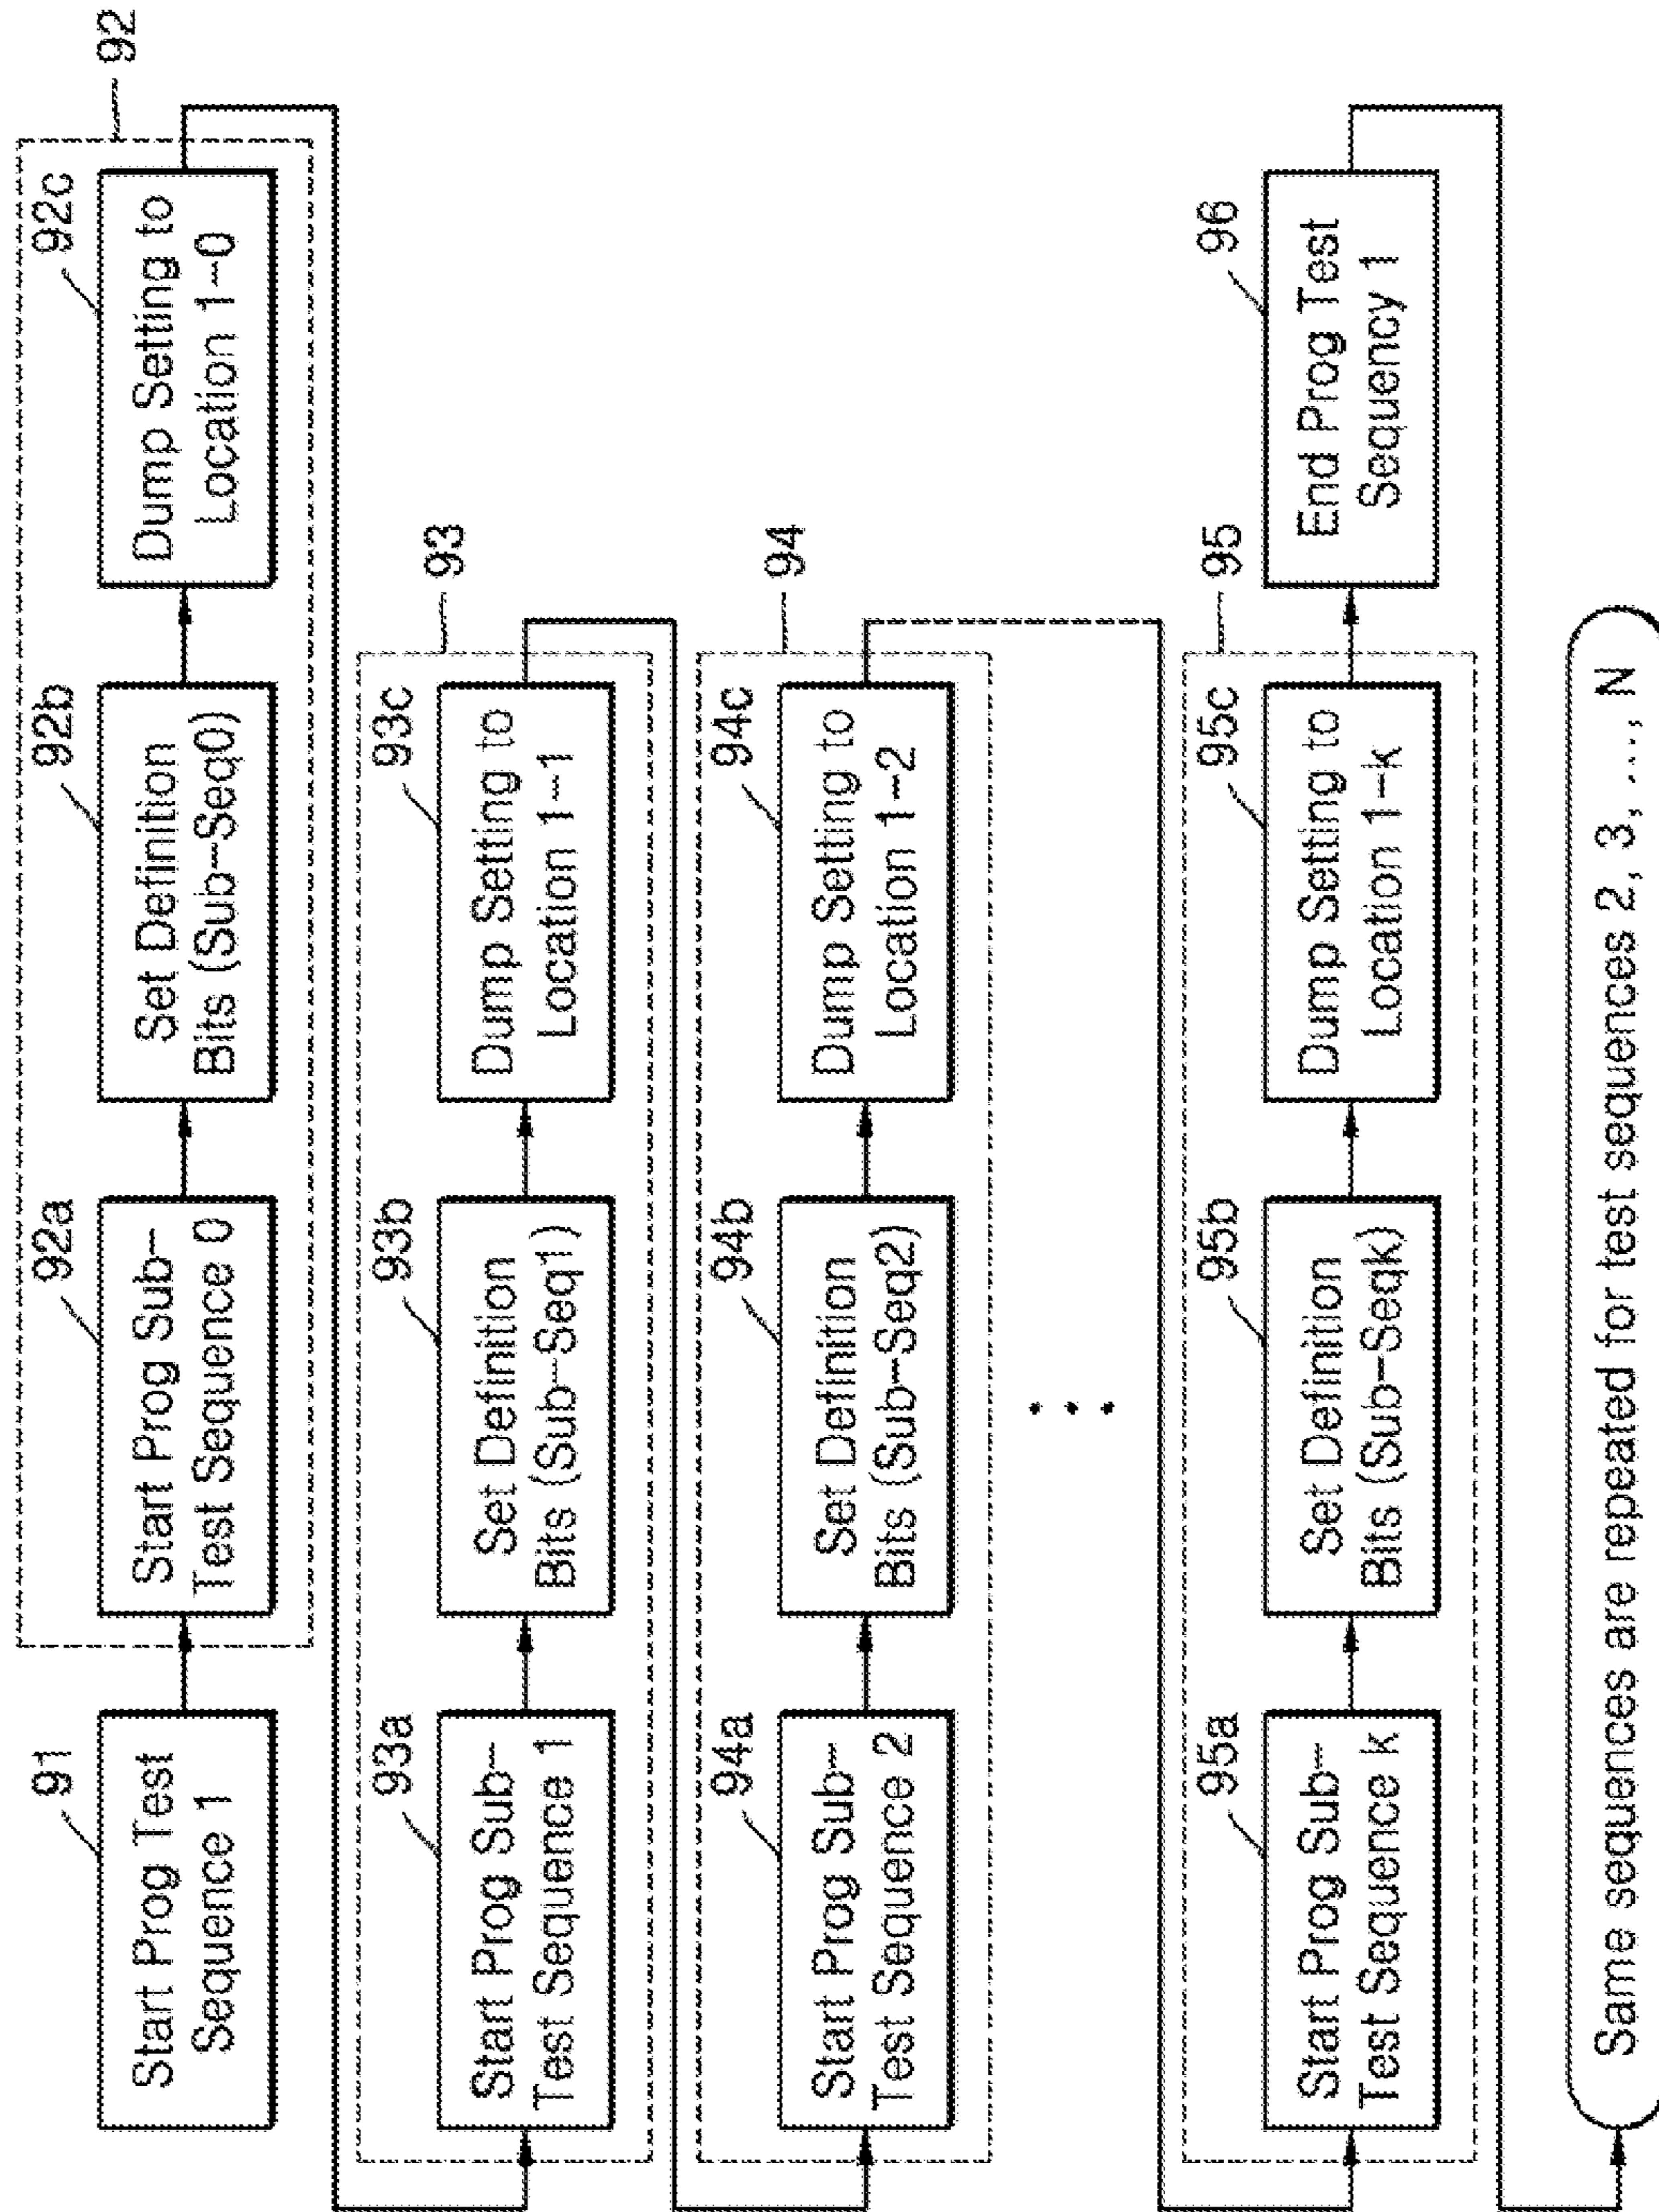 91
Start Prog Test
Sequence 1
92
92a
Start Prog Sub-
Test Sequence 0
92b
Set Definition
Bits (Sub-Seq0)
92c
Dump Setting to
Location 1-0
93
93a
Start Prog Sub-
Test Sequence 1
93b
Set Definition
Bits (Sub-Seq1)
93c
Dump Setting to
Location 1-1
94
94a
Start Prog Sub-
Test Sequence 2
94b
Set Definition
Bits (Sub-Seq2)
94c
Dump Setting to
Location 1-2
95
95a
Start Prog Sub-
Test Sequence k
95b
Set Definition
Bits (Sub-Seqk)
95c
Dump Setting to
Location 1-k
96
End Prog Test
Sequency 1
Same sequences are repeated for test sequences 2, 3, ..., N